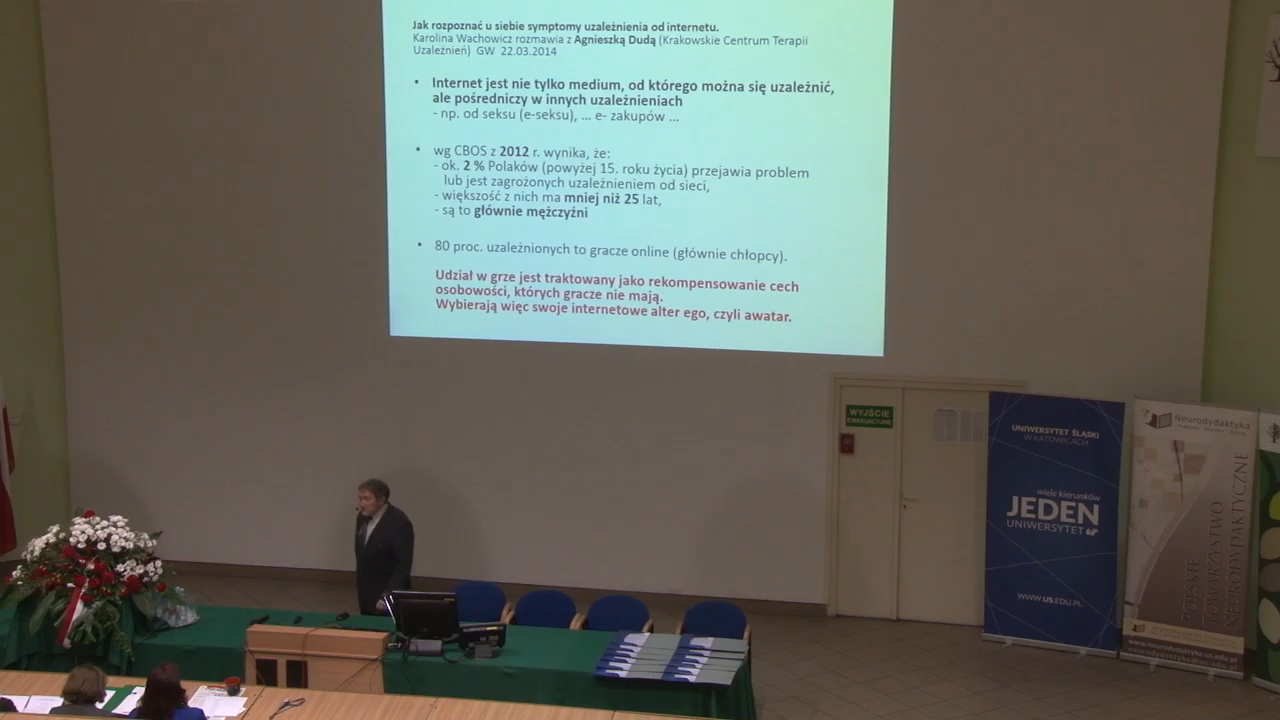 Jak rozpoznać u siebie symptomy uzależnienia od internetu.
Karolina Wachowicz rozmawia z Agnieszką Dudą (Krakowskie Centrum Terapii
Uzależnień) GW 22.03.2014
• Internet jest nie tylko medium, od którego można się uzależnić,
ale pośredniczy w innych uzależnieniach
- np. od seksu (e-seksu), ... e- zakupów ...
• wg CBOS z 2012 r. wynika, że:
- ok. 2 % Polaków (powyżej 15. roku życia) przejawia problem
lub jest zagrożonych uzależnieniem od sieci,
- większość z nich ma mniej niż 25 lat,
- są to głównie mężczyźni
• 80 proc. uzależnionych to gracze online (głównie chłopcy).
Udział w grze jest traktowany jako rekompensowanie cech
osobowości, których gracze nie mają.
Wybierają więc swoje internetowe alter ego, czyli awatar.
WYJŚCIE
EWAKUACYJNE
UNIWERSYTET ŚLĄSKI
W KATOWICACH
wiele kierunków
JEDEN
UNIWERSYTET
WWW.US.EDU.PL
Neurodydaktyka
POLSKIE
TOWARZYSTWO
NEURODYDAKTYCZNE